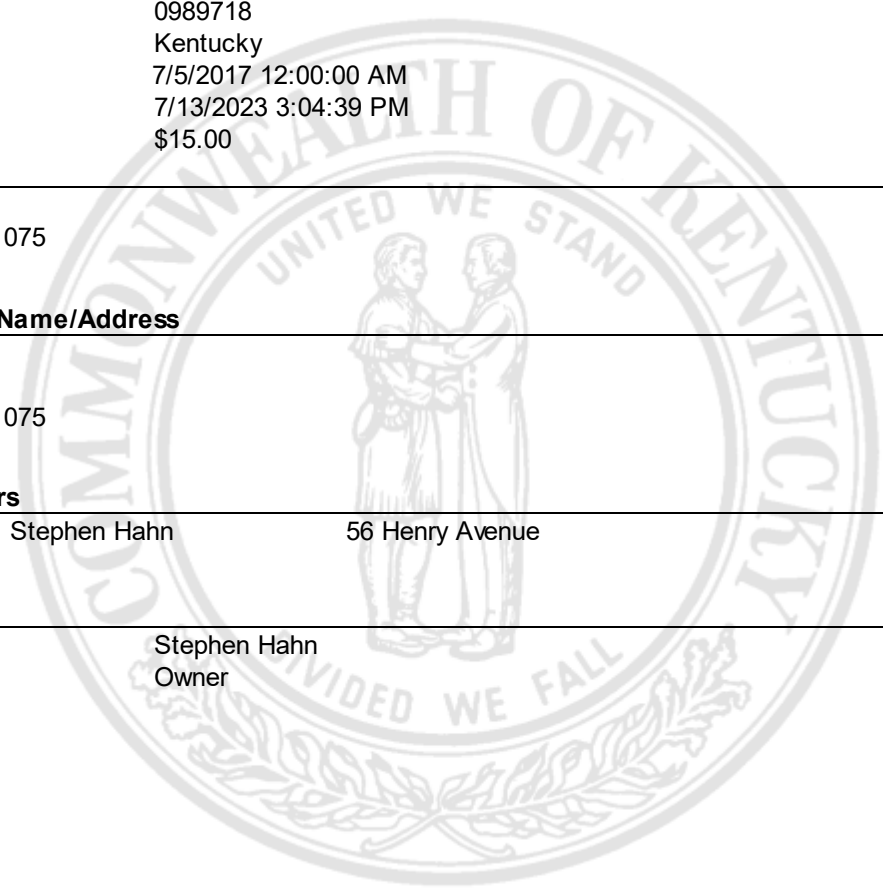 0989718
Kentucky
7/5/2017 12:00:00 AM
7/13/2023 3:04:39 PM
$15.00
075
Name/Address
075
rs
Stephen Hahn 56 Henry Avenue
Stephen Hahn
Owner
COMMONWEALTH OF KENTUCKY
UNITED WE STAND
DIVIDED WE FALL